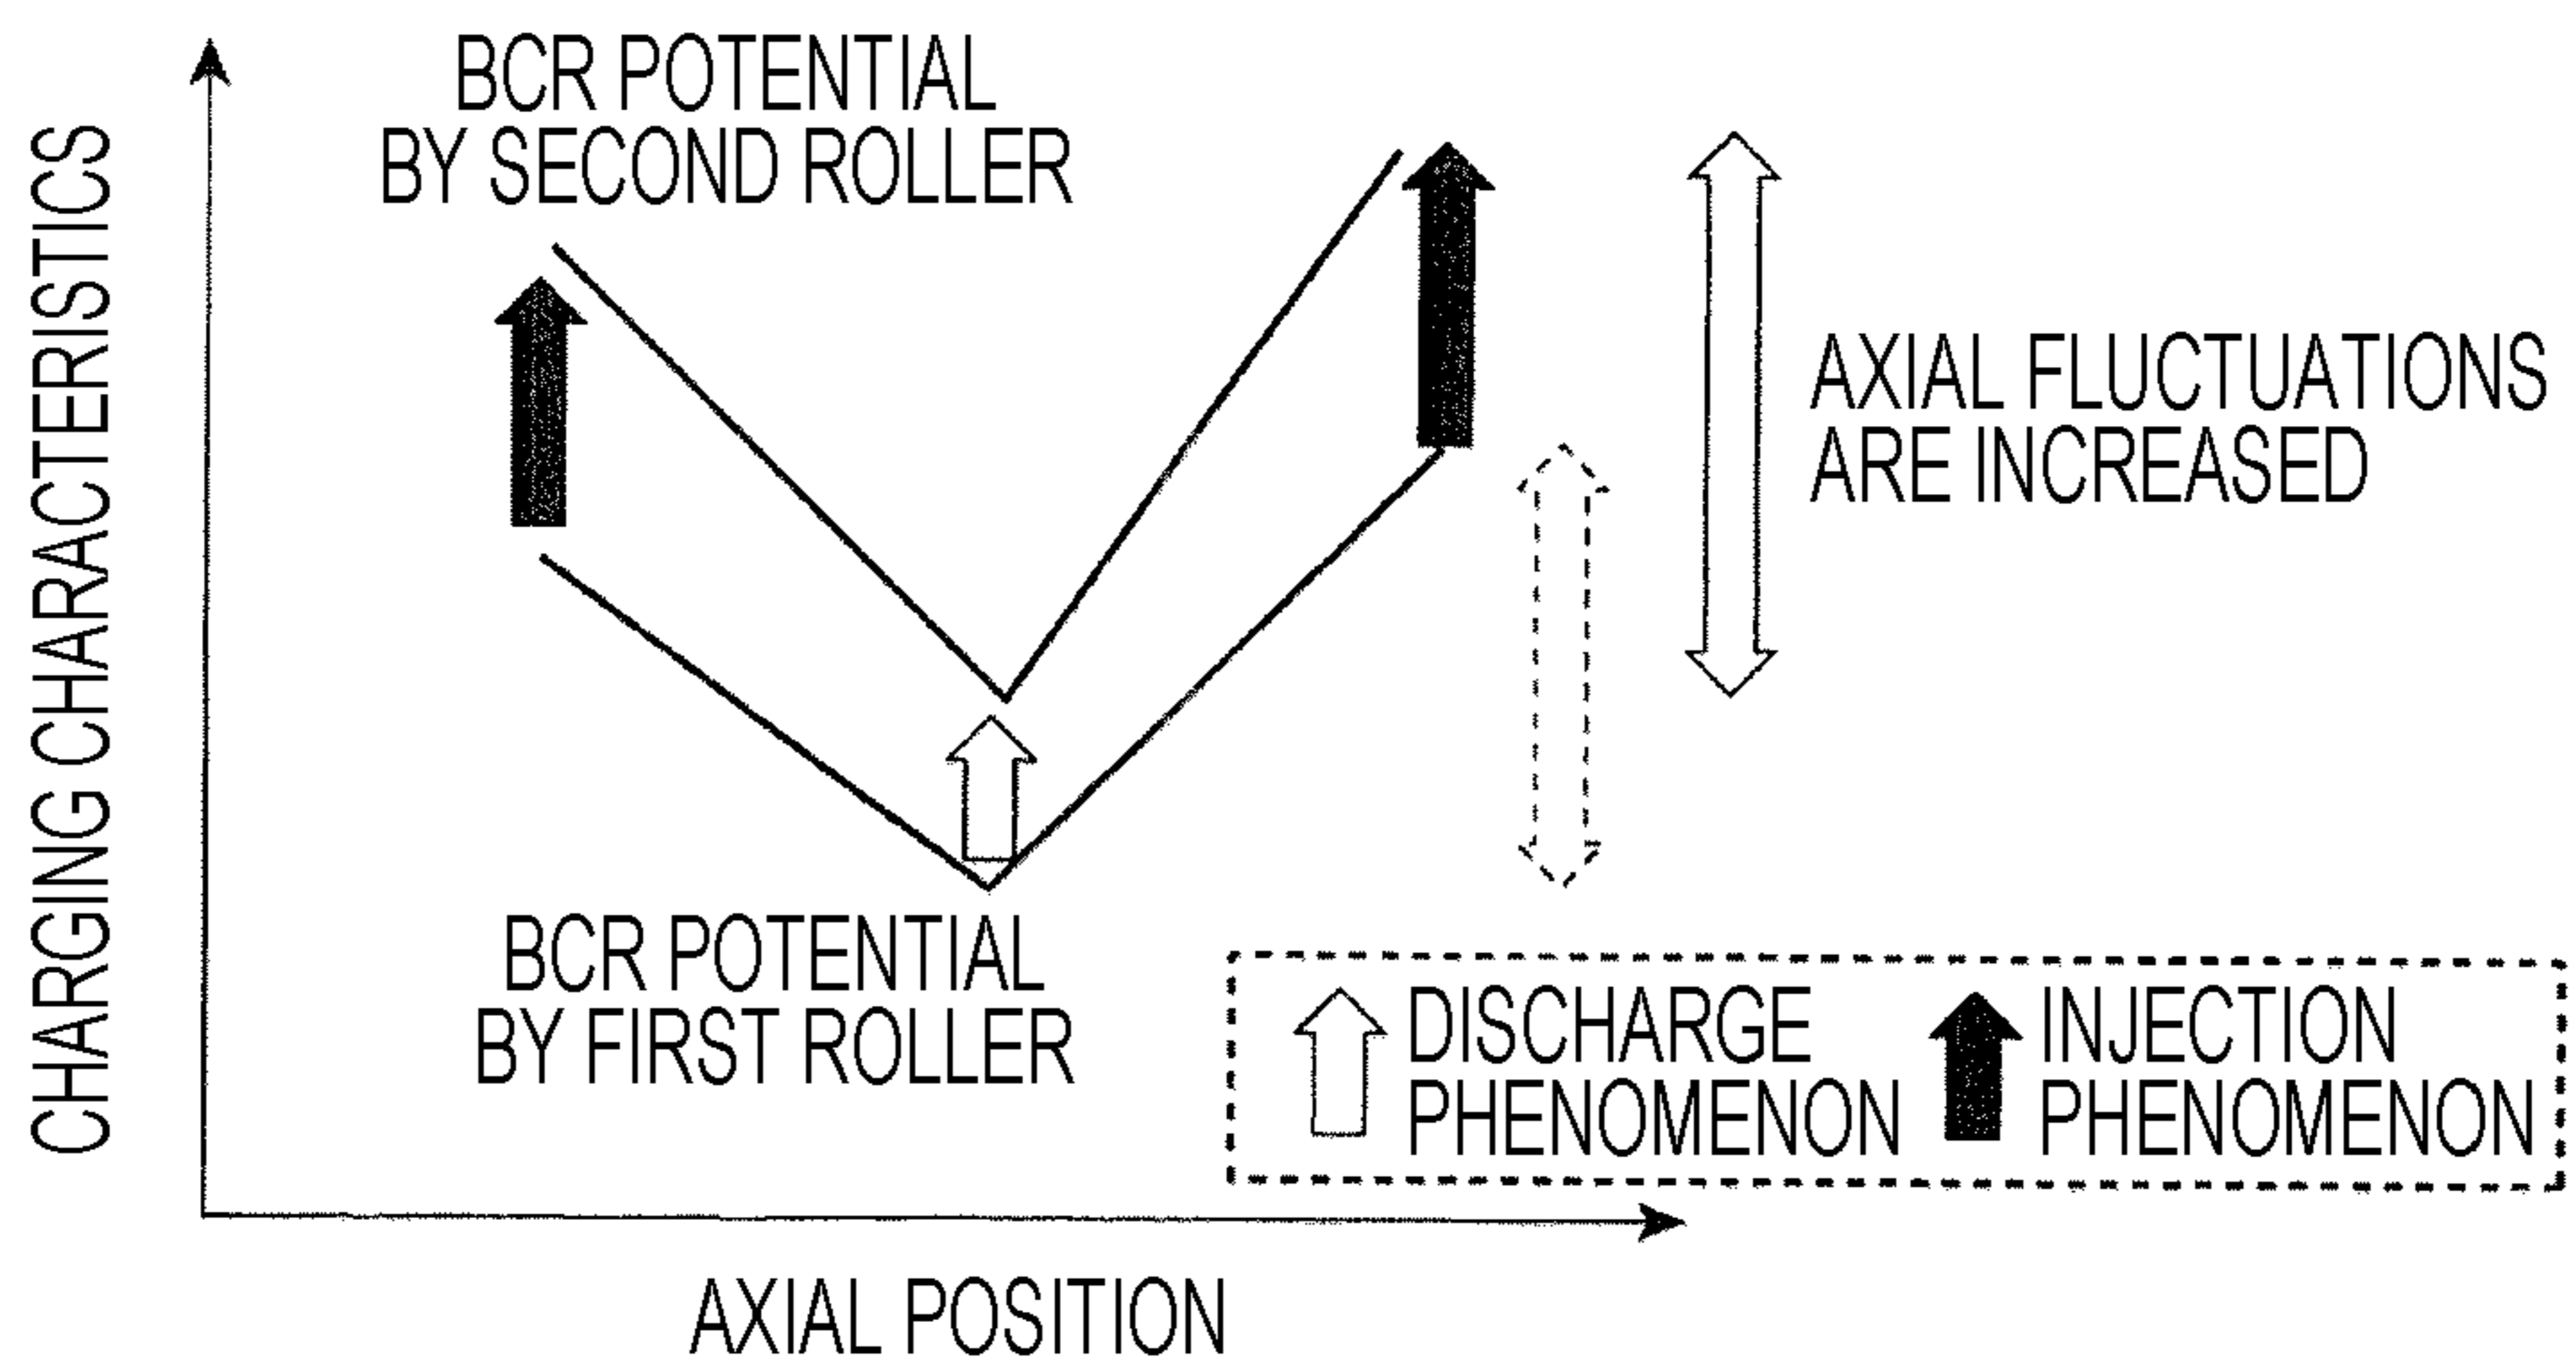 CHARGING CHARACTERISTICS
BCR POTENTIAL
BY SECOND ROLLER
AXIAL FLUCTUATIONS
ARE INCREASED
BCR POTENTIAL
BY FIRST ROLLER
DISCHARGE
PHENOMENON
INJECTION
PHENOMENON
AXIAL POSITION